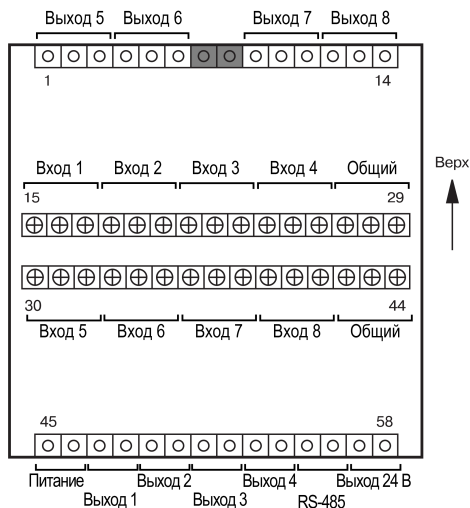 Выход 5 Выход 6 Выход 7 Выход 8
1 14
Верх
Вход 1 Вход 2 Вход 3 Вход 4 Общий
15 29
30 44
Вход 5 Вход 6 Вход 7 Вход 8 Общий
45 58
Питание Выход 2 Выход 4 Выход 24 В
Выход 1 Выход 3 RS-485